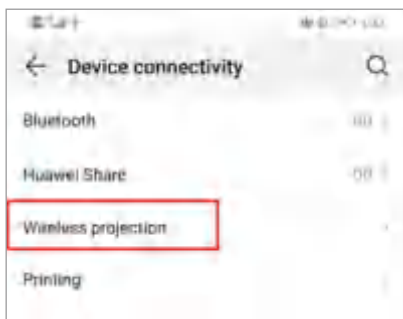 Device connectivity
Bluetooth
Huawei Share
Wireless projection
Printing